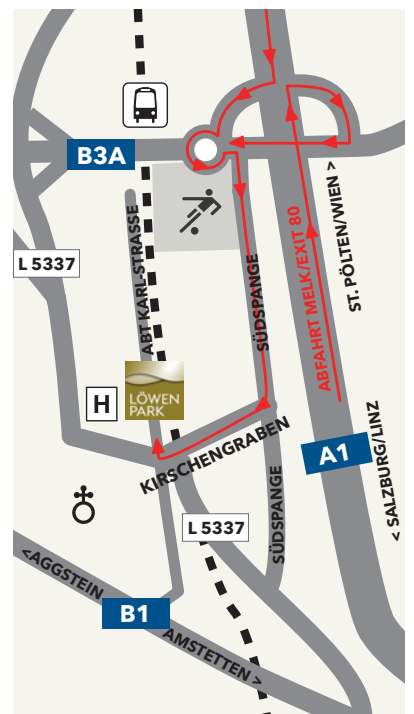 B3A
L 5337
ABT KARL-STRASSE
SÜDSPANGE
ABFAHRT MELK/EXIT 80
ST. PÖLTEN/WIEN >
H
LÖWEN
PARK
KIRSCHENGRABEN
A1
< SALZBURG/LINZ
L 5337
SÜDSPANGE
<AGGSTEIN
B1
AMSTETTEN >